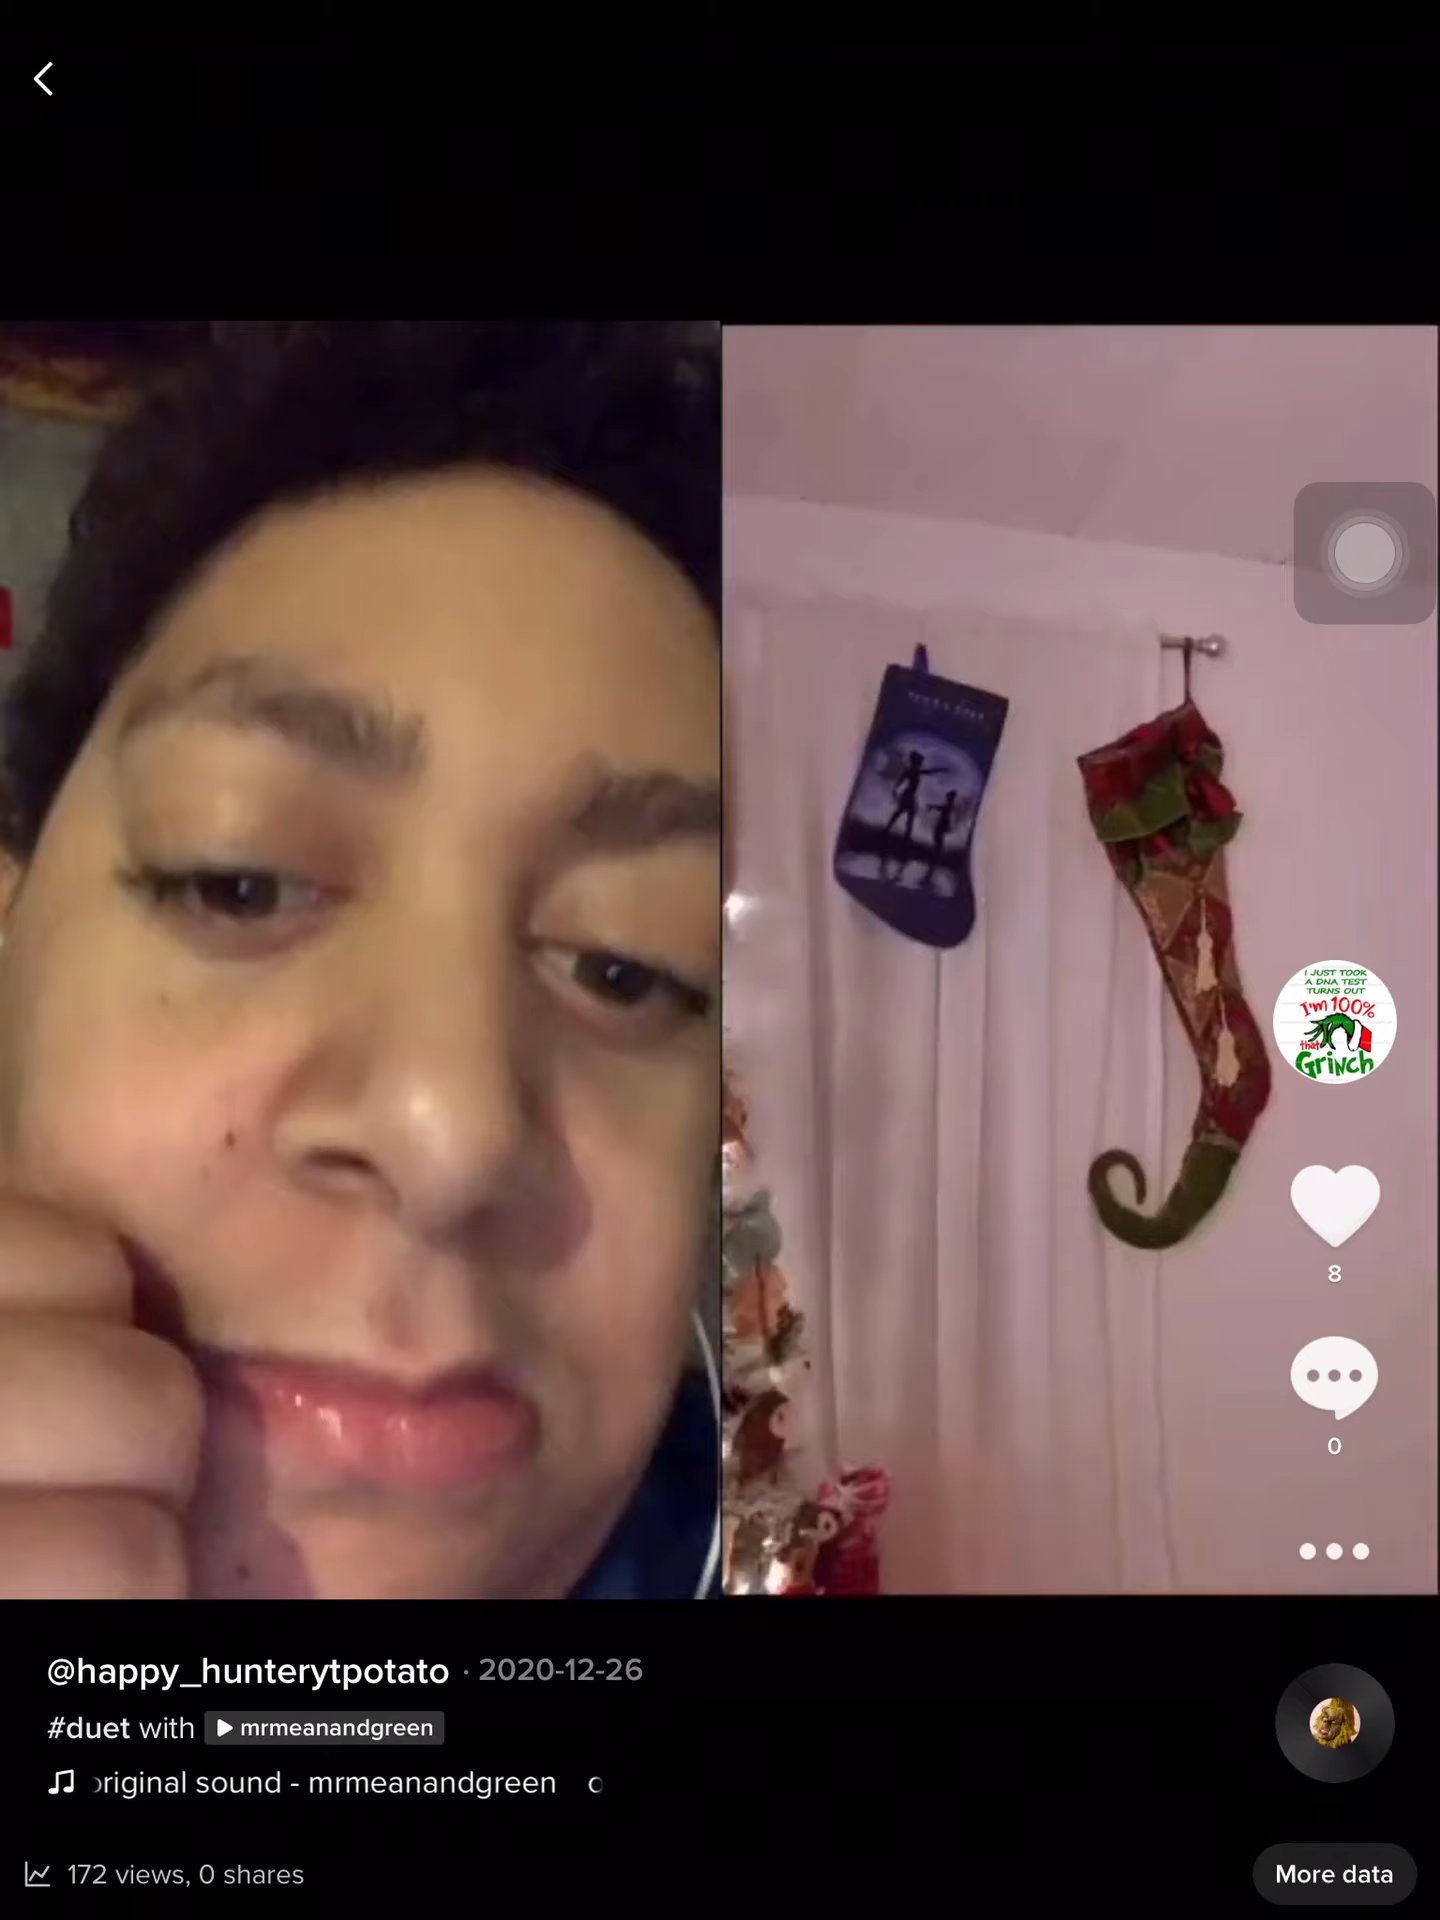 I JUST TOOK
A DNA TEST
TURNS OUT
I'm 100%
that
GriNch
8
0
@happy_hunterytpotato · 2020-12-26
#duet with mrmeanandgreen
original sound - mrmeanandgreen o
172 views, 0 shares
More data